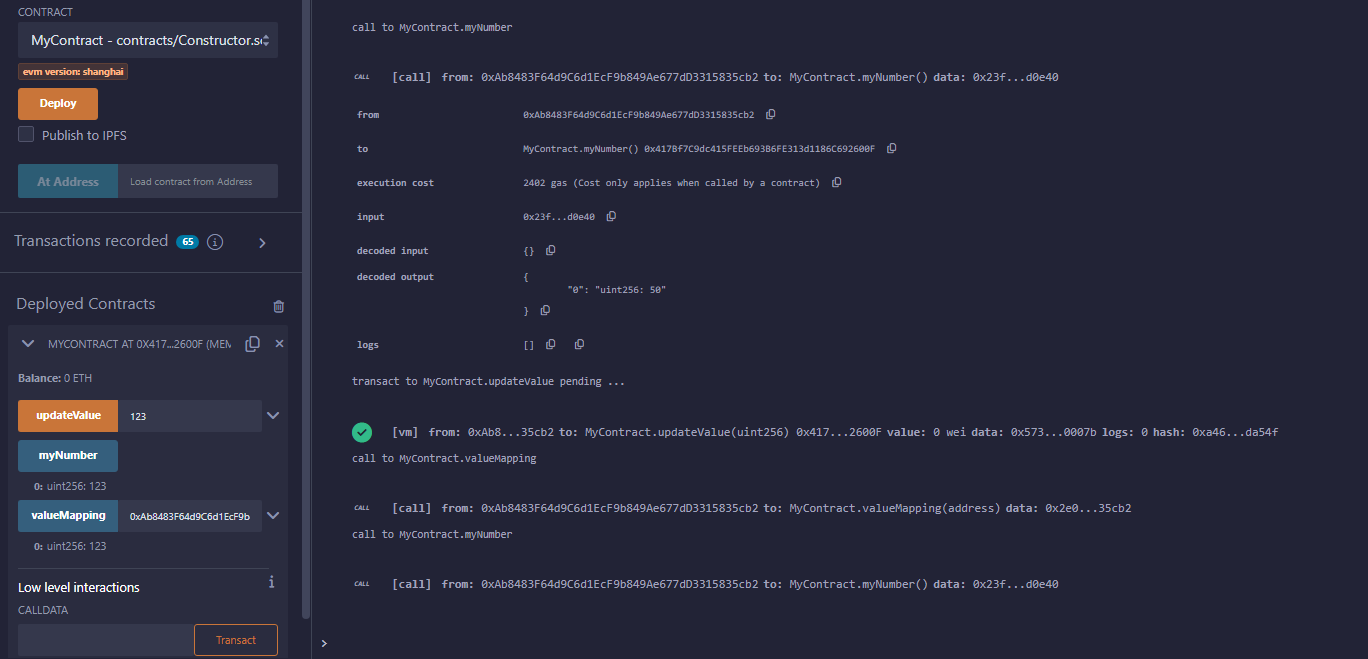 CONTRACT
MyContract - contracts/Constructor.so
evm version: shanghai
Deploy
Publish to IPFS
At Address Load contract from Address
Transactions recorded 65 i
Deployed Contracts
MYCONTRACT AT 0X417...2600F (MEM
Balance: 0 ETH
updateValue 123
myNumber
0: uint256: 123
valueMapping 0xAb8483F64d9C6d1EcF9b
0: uint256: 123
Low level interactions i
CALLDATA
Transact
call to MyContract.myNumber
CALL [call] from: 0xAb8483F64d9C6d1EcF9b849Ae677dD3315835cb2 to: MyContract.myNumber() data: 0x23f...d0e40
from 0xAb8483F64d9C6d1EcF9b849Ae677dD3315835cb2
to MyContract.myNumber() 0x417Bf7C9dc415FEEb693B6FE313d1186C692600F
execution cost 2402 gas (Cost only applies when called by a contract)
input 0x23f...d0e40
decoded input {}
decoded output {
"0": "uint256: 50"
}
logs []
transact to MyContract.updateValue pending ...
[vm] from: 0xAb8...35cb2 to: MyContract.updateValue(uint256) 0x417...2600F value: 0 wei data: 0x573...0007b logs: 0 hash: 0xa46...da54f
call to MyContract.valueMapping
CALL [call] from: 0xAb8483F64d9C6d1EcF9b849Ae677dD3315835cb2 to: MyContract.valueMapping(address) data: 0x2e0...35cb2
call to MyContract.myNumber
CALL [call] from: 0xAb8483F64d9C6d1EcF9b849Ae677dD3315835cb2 to: MyContract.myNumber() data: 0x23f...d0e40
>